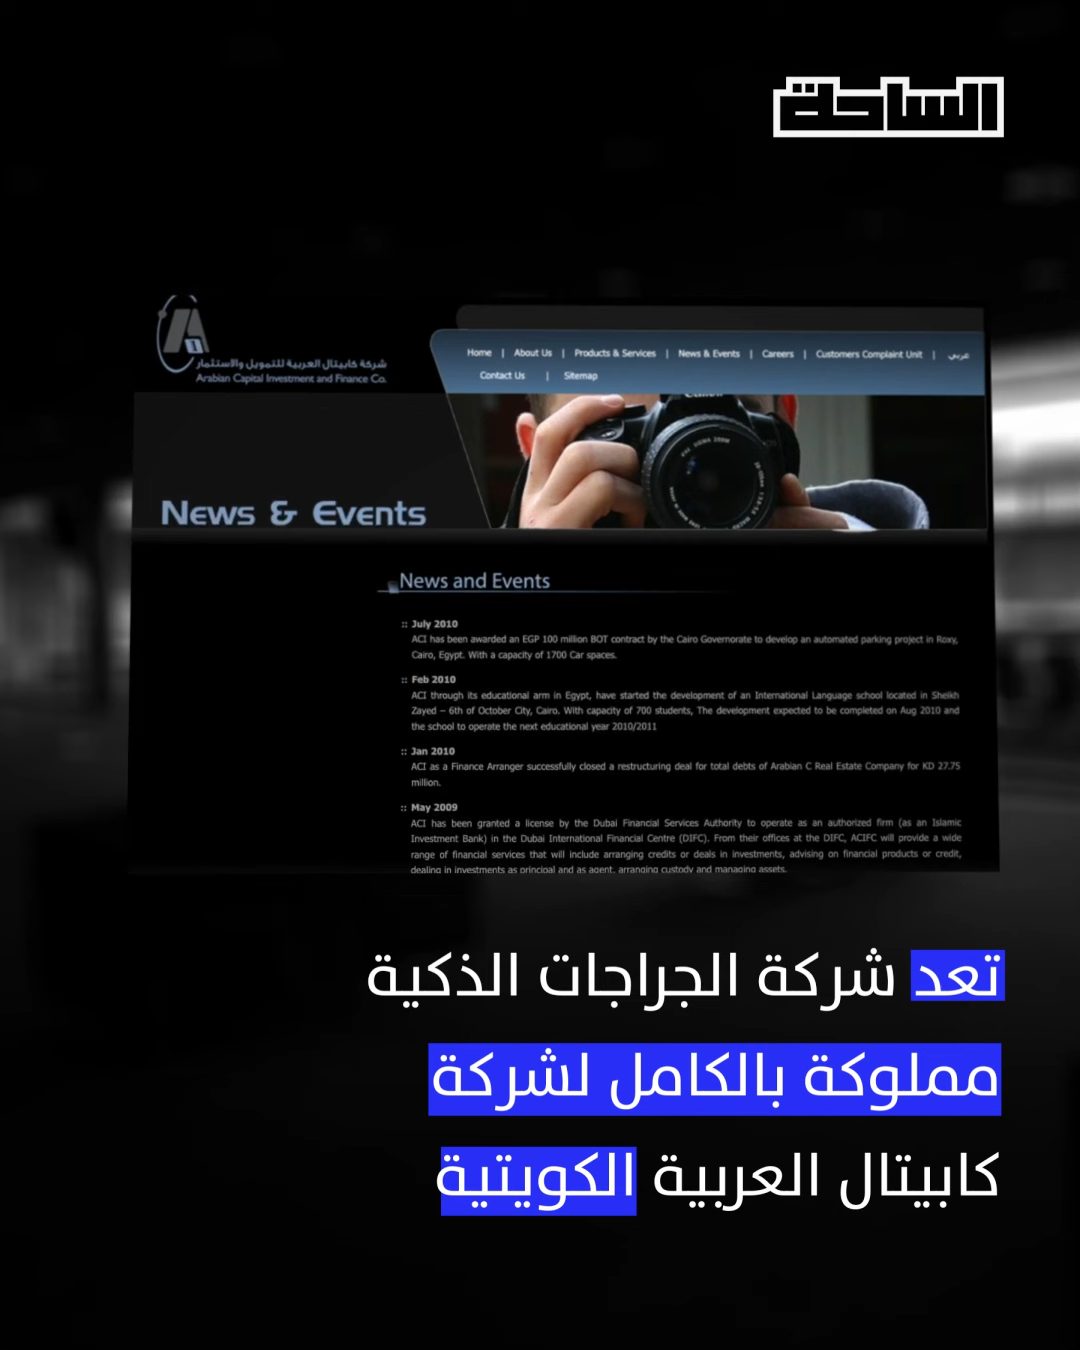 الساحة
شركة كابيتال العربية للتمويل والاستثمار
Arabian Capital Investment and Finance Co.
Home | About Us | Products & Services | News & Events | Careers | Customers Complaint Unit | عربي
Contact Us | Sitemap
News & Events
News and Events
:: July 2010
ACI has been awarded an EGP 100 million BOT contract by the Cairo Governorate to develop an automated parking project in Roxy,
Cairo, Egypt. With a capacity of 1700 Car spaces.
:: Feb 2010
ACI through its educational arm in Egypt, have started the development of an International Language school located in Sheikh
Zayed – 6th of October City, Cairo. With capacity of 700 students, The development expected to be completed on Aug 2010 and
the school to operate the next educational year 2010/2011
:: Jan 2010
ACI as a Finance Arranger successfully closed a restructuring deal for total debts of Arabian C Real Estate Company for KD 27.75
million.
:: May 2009
ACI has been granted a license by the Dubai Financial Services Authority to operate as an authorized firm (as an Islamic
Investment Bank) in the Dubai International Financial Centre (DIFC). From their offices at the DIFC, ACIFC will provide a wide
range of financial services that will include arranging credits or deals in investments, advising on financial products or credit,
dealing in investments as principal and as agent, arranging custody and managing assets.
تعد شركة الجراجات الذكية
مملوكة بالكامل لشركة
كابيتال العربية الكويتية